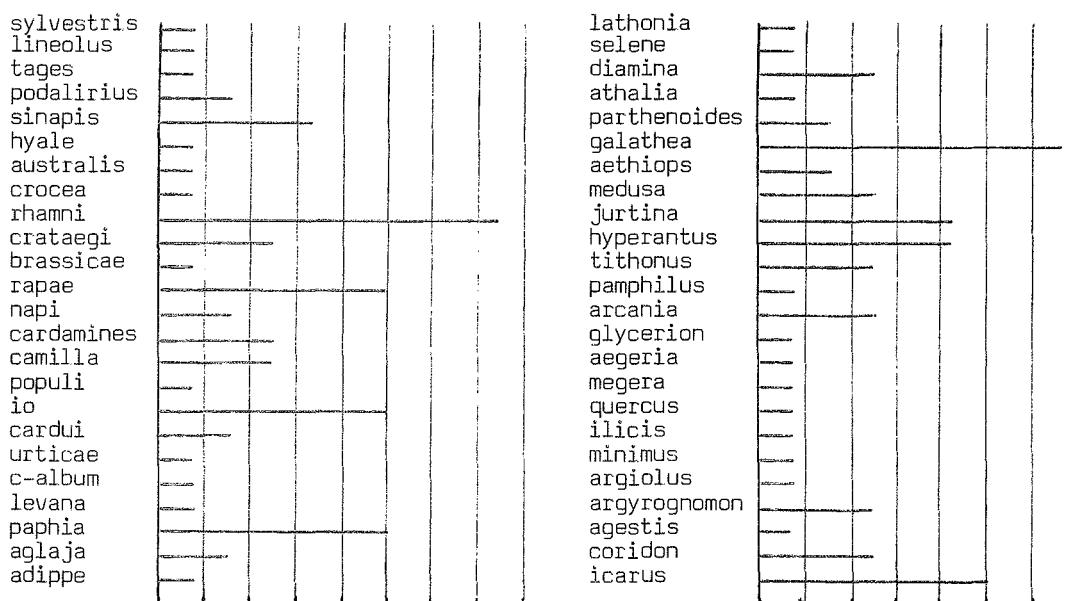 sylvestris
lineolus
tages
podalirius
sinapis
hyale
australis
crocea
rhamni
crataegi
brassicae
rapae
napi
cardamines
camilla
populi
io
cardui
urticae
c-album
levana
paphia
aglaja
adippe
lathonia
selene
diamina
athalia
parthenoides
galathea
aethiops
medusa
jurtina
hyperantus
tithonus
pamphilus
arcania
glycerion
aegeria
megera
quercus
ilicis
minimus
argiolus
argyrognomon
agestis
coridon
icarus